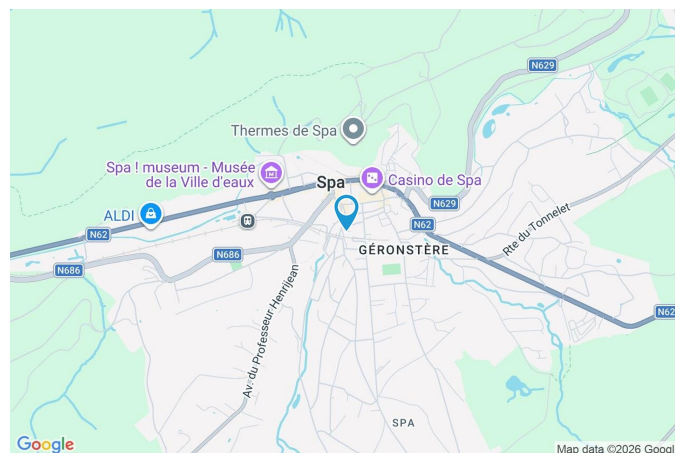 N629
Thermes de Spa
Spa ! museum - Musée
de la Ville d'eaux
Spa
Casino de Spa
ALDI
N629
N62
N62
Rte du Tonnelet
GÉRONSTÈRE
N686
N686
Av. du Professeur Henrijean
N62
SPA
Google
Map data ©2026 Google